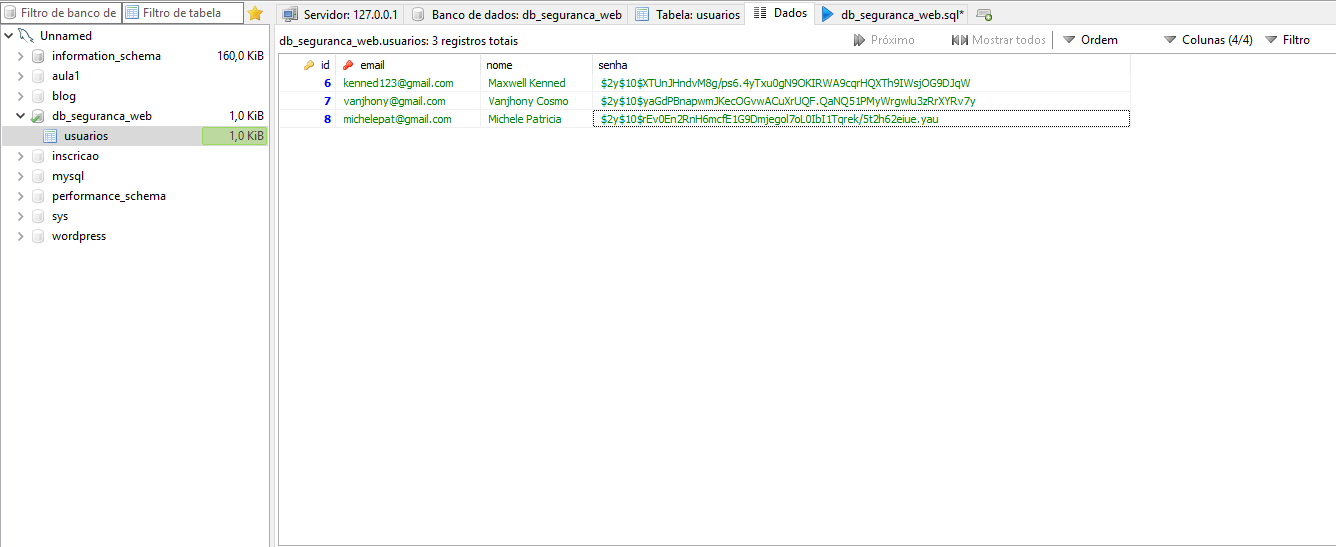 Filtro de banco de
Filtro de tabela
Servidor: 127.0.0.1
Banco de dados: db_seguranca_web
Tabela: usuarios
Dados
db_seguranca_web.sql*
Unnamed
information_schema 160,0 KiB
aula1
blog
db_seguranca_web 1,0 KiB
usuarios 1,0 KiB
inscricao
mysql
performance_schema
sys
wordpress
db_seguranca_web.usuarios: 3 registros totais
Próximo
Mostrar todos
Ordem
Colunas (4/4)
Filtro
id email nome senha
6 kenned123@gmail.com Maxwell Kenned $2y$10$XTUnJHndvM8g/ps6.4yTxu0gN9OKIRWA9cqrHQXTh9IWsjOG9DJqW
7 vanjhony@gmail.com Vanjhony Cosmo $2y$10$yaGdPBnapwmJKecOGvwACuXrUQF.QaNQ51PMyWrgwlu3zRrXYRv7y
8 michelepat@gmail.com Michele Patricia $2y$10$rEv0En2RnH6mcfE1G9Dmjegol7oL0IbI1Tqrek/5t2h62eiue.yau